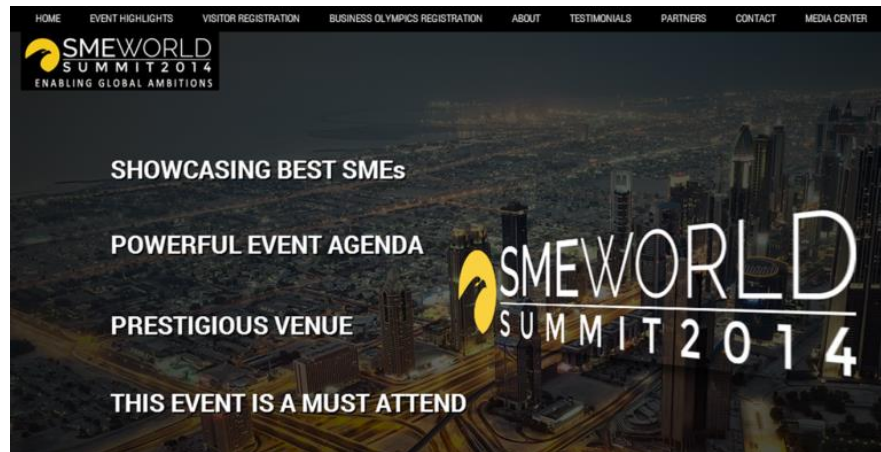 HOME EVENT HIGHLIGHTS VISITOR REGISTRATION BUSINESS OLYMPICS REGISTRATION ABOUT TESTIMONIALS PARTNERS CONTACT MEDIA CENTER
SMEWORLD
SUMMIT2014
ENABLING GLOBAL AMBITIONS
SHOWCASING BEST SMEs
POWERFUL EVENT AGENDA
SMEWORLD
SUMMIT2014
PRESTIGIOUS VENUE
THIS EVENT IS A MUST ATTEND